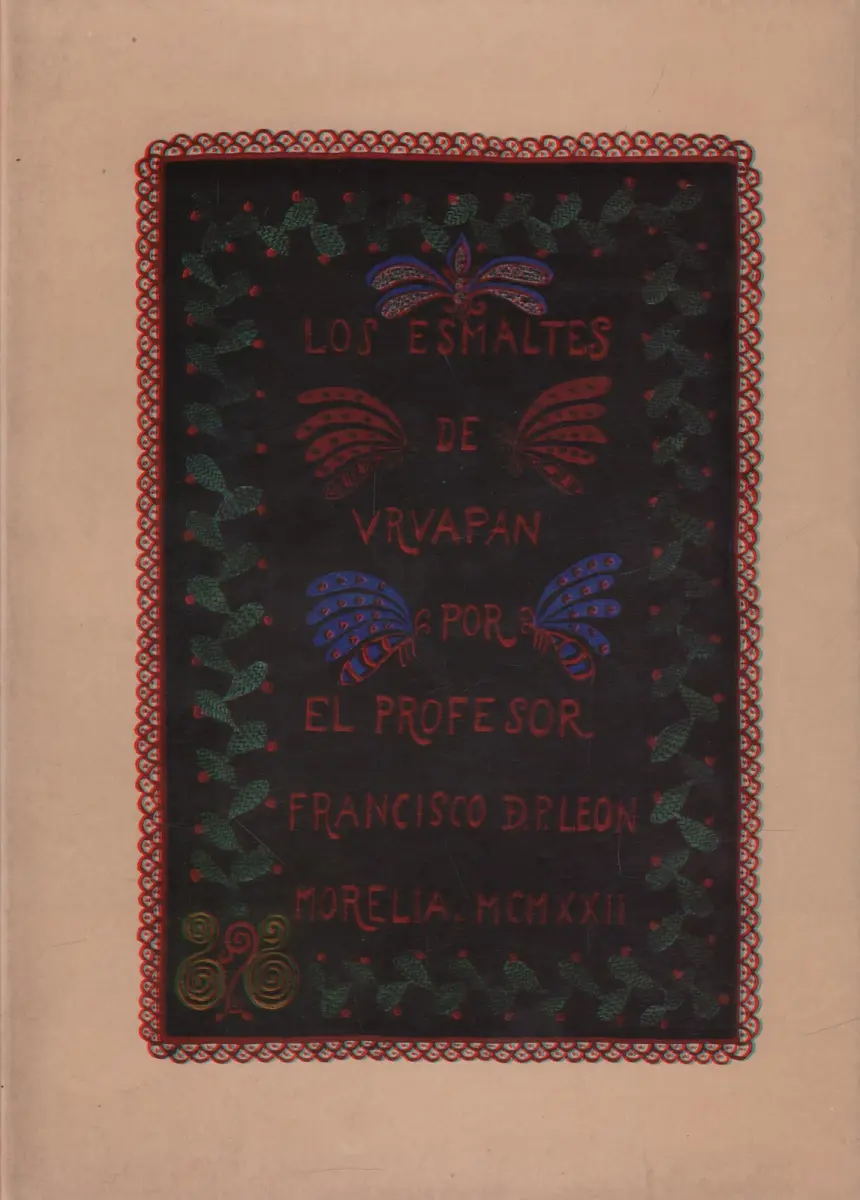 LOS ESMALTES
DE
VRVAPAN
POR
EL PROFESOR
FRANCISCO D.P. LEON
MORELIA. MCMXXII